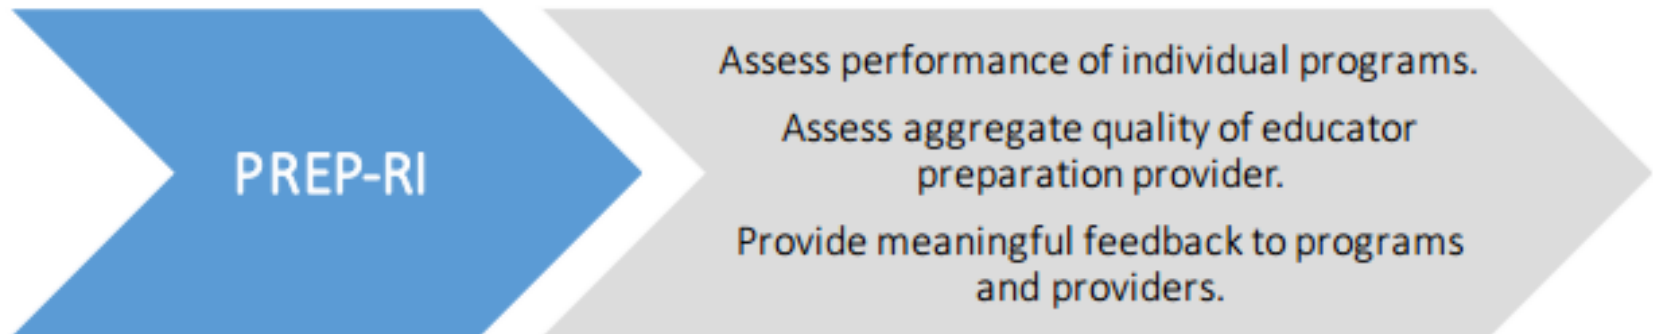 PREP-RI
Assess performance of individual programs.
Assess aggregate quality of educator
preparation provider.
Provide meaningful feedback to programs
and providers.